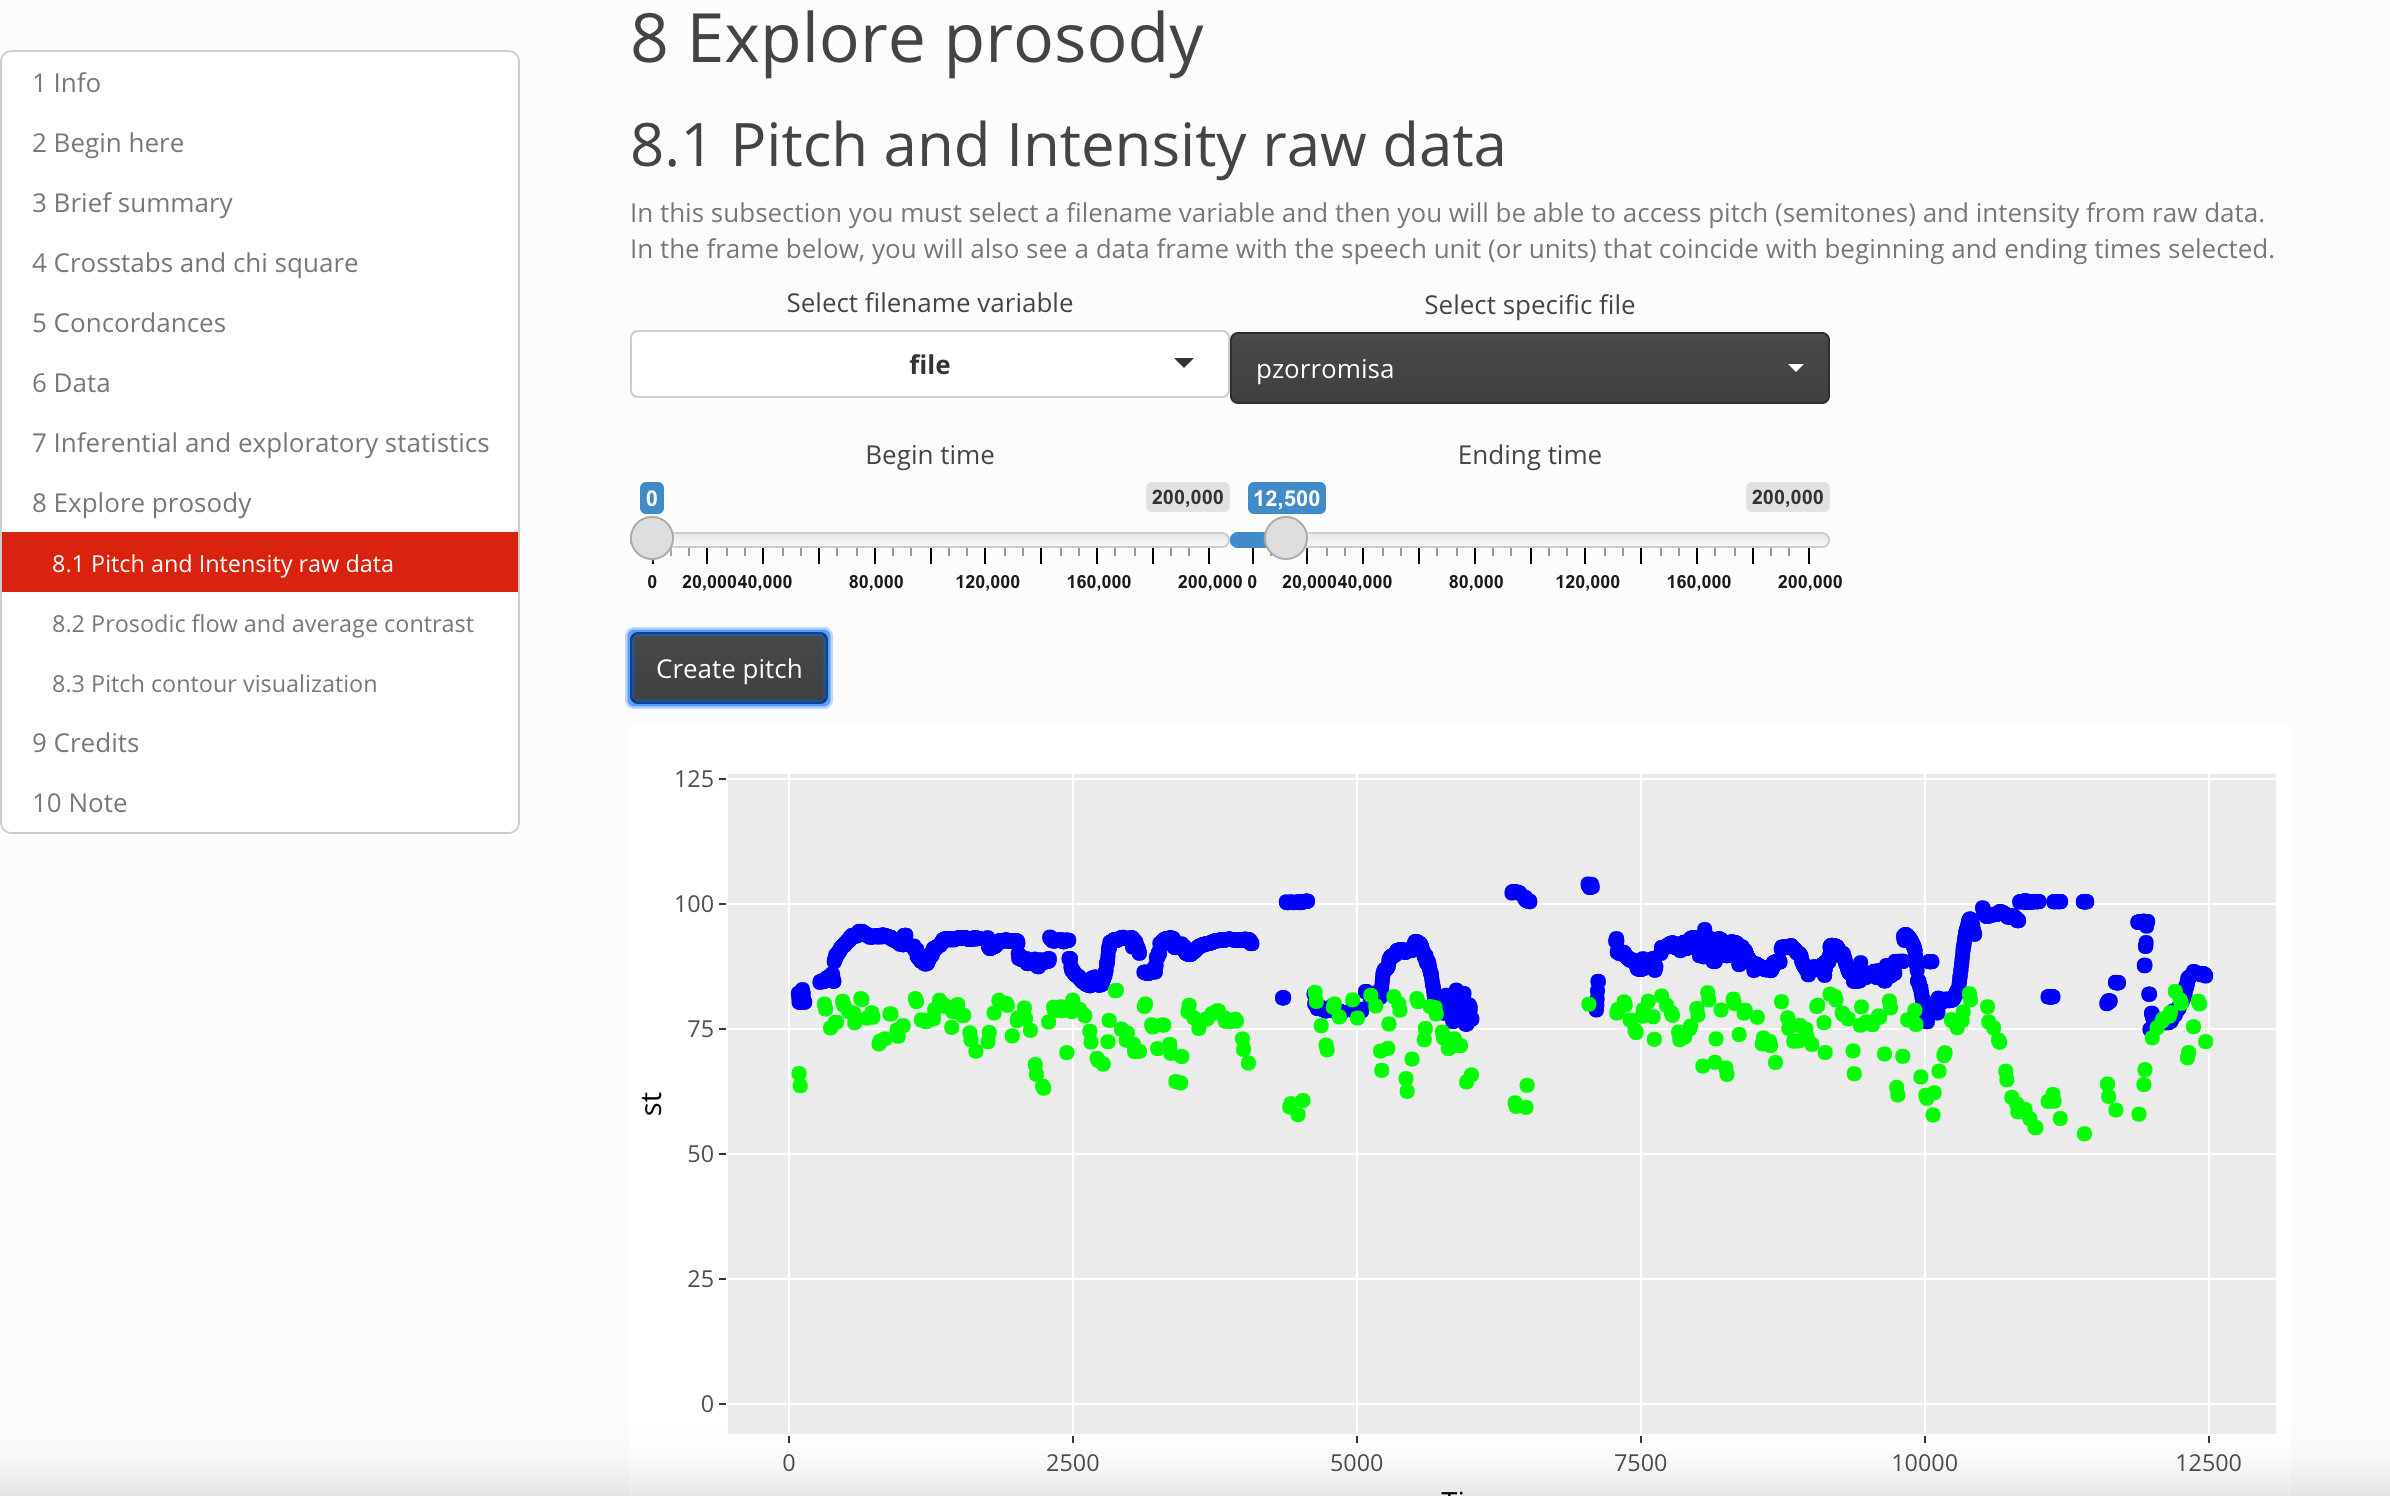 1 Info
2 Begin here
3 Brief summary
4 Crosstabs and chi square
5 Concordances
6 Data
7 Inferential and exploratory statistics
8 Explore prosody
8.1 Pitch and Intensity raw data
8.2 Prosodic flow and average contrast
8.3 Pitch contour visualization
9 Credits
10 Note
8 Explore prosody
8.1 Pitch and Intensity raw data
In this subsection you must select a filename variable and then you will be able to access pitch (semitones) and intensity from raw data.
In the frame below, you will also see a data frame with the speech unit (or units) that coincide with beginning and ending times selected.
Select filename variable
file
Select specific file
pzorromisa
Begin time
0 200,000
0 20,000 40,000 80,000 120,000 160,000 200,000
Ending time
12,500 200,000
0 20,000 40,000 80,000 120,000 160,000 200,000
Create pitch
125
100
75
50
25
0
st
0 2500 5000 7500 10000 12500